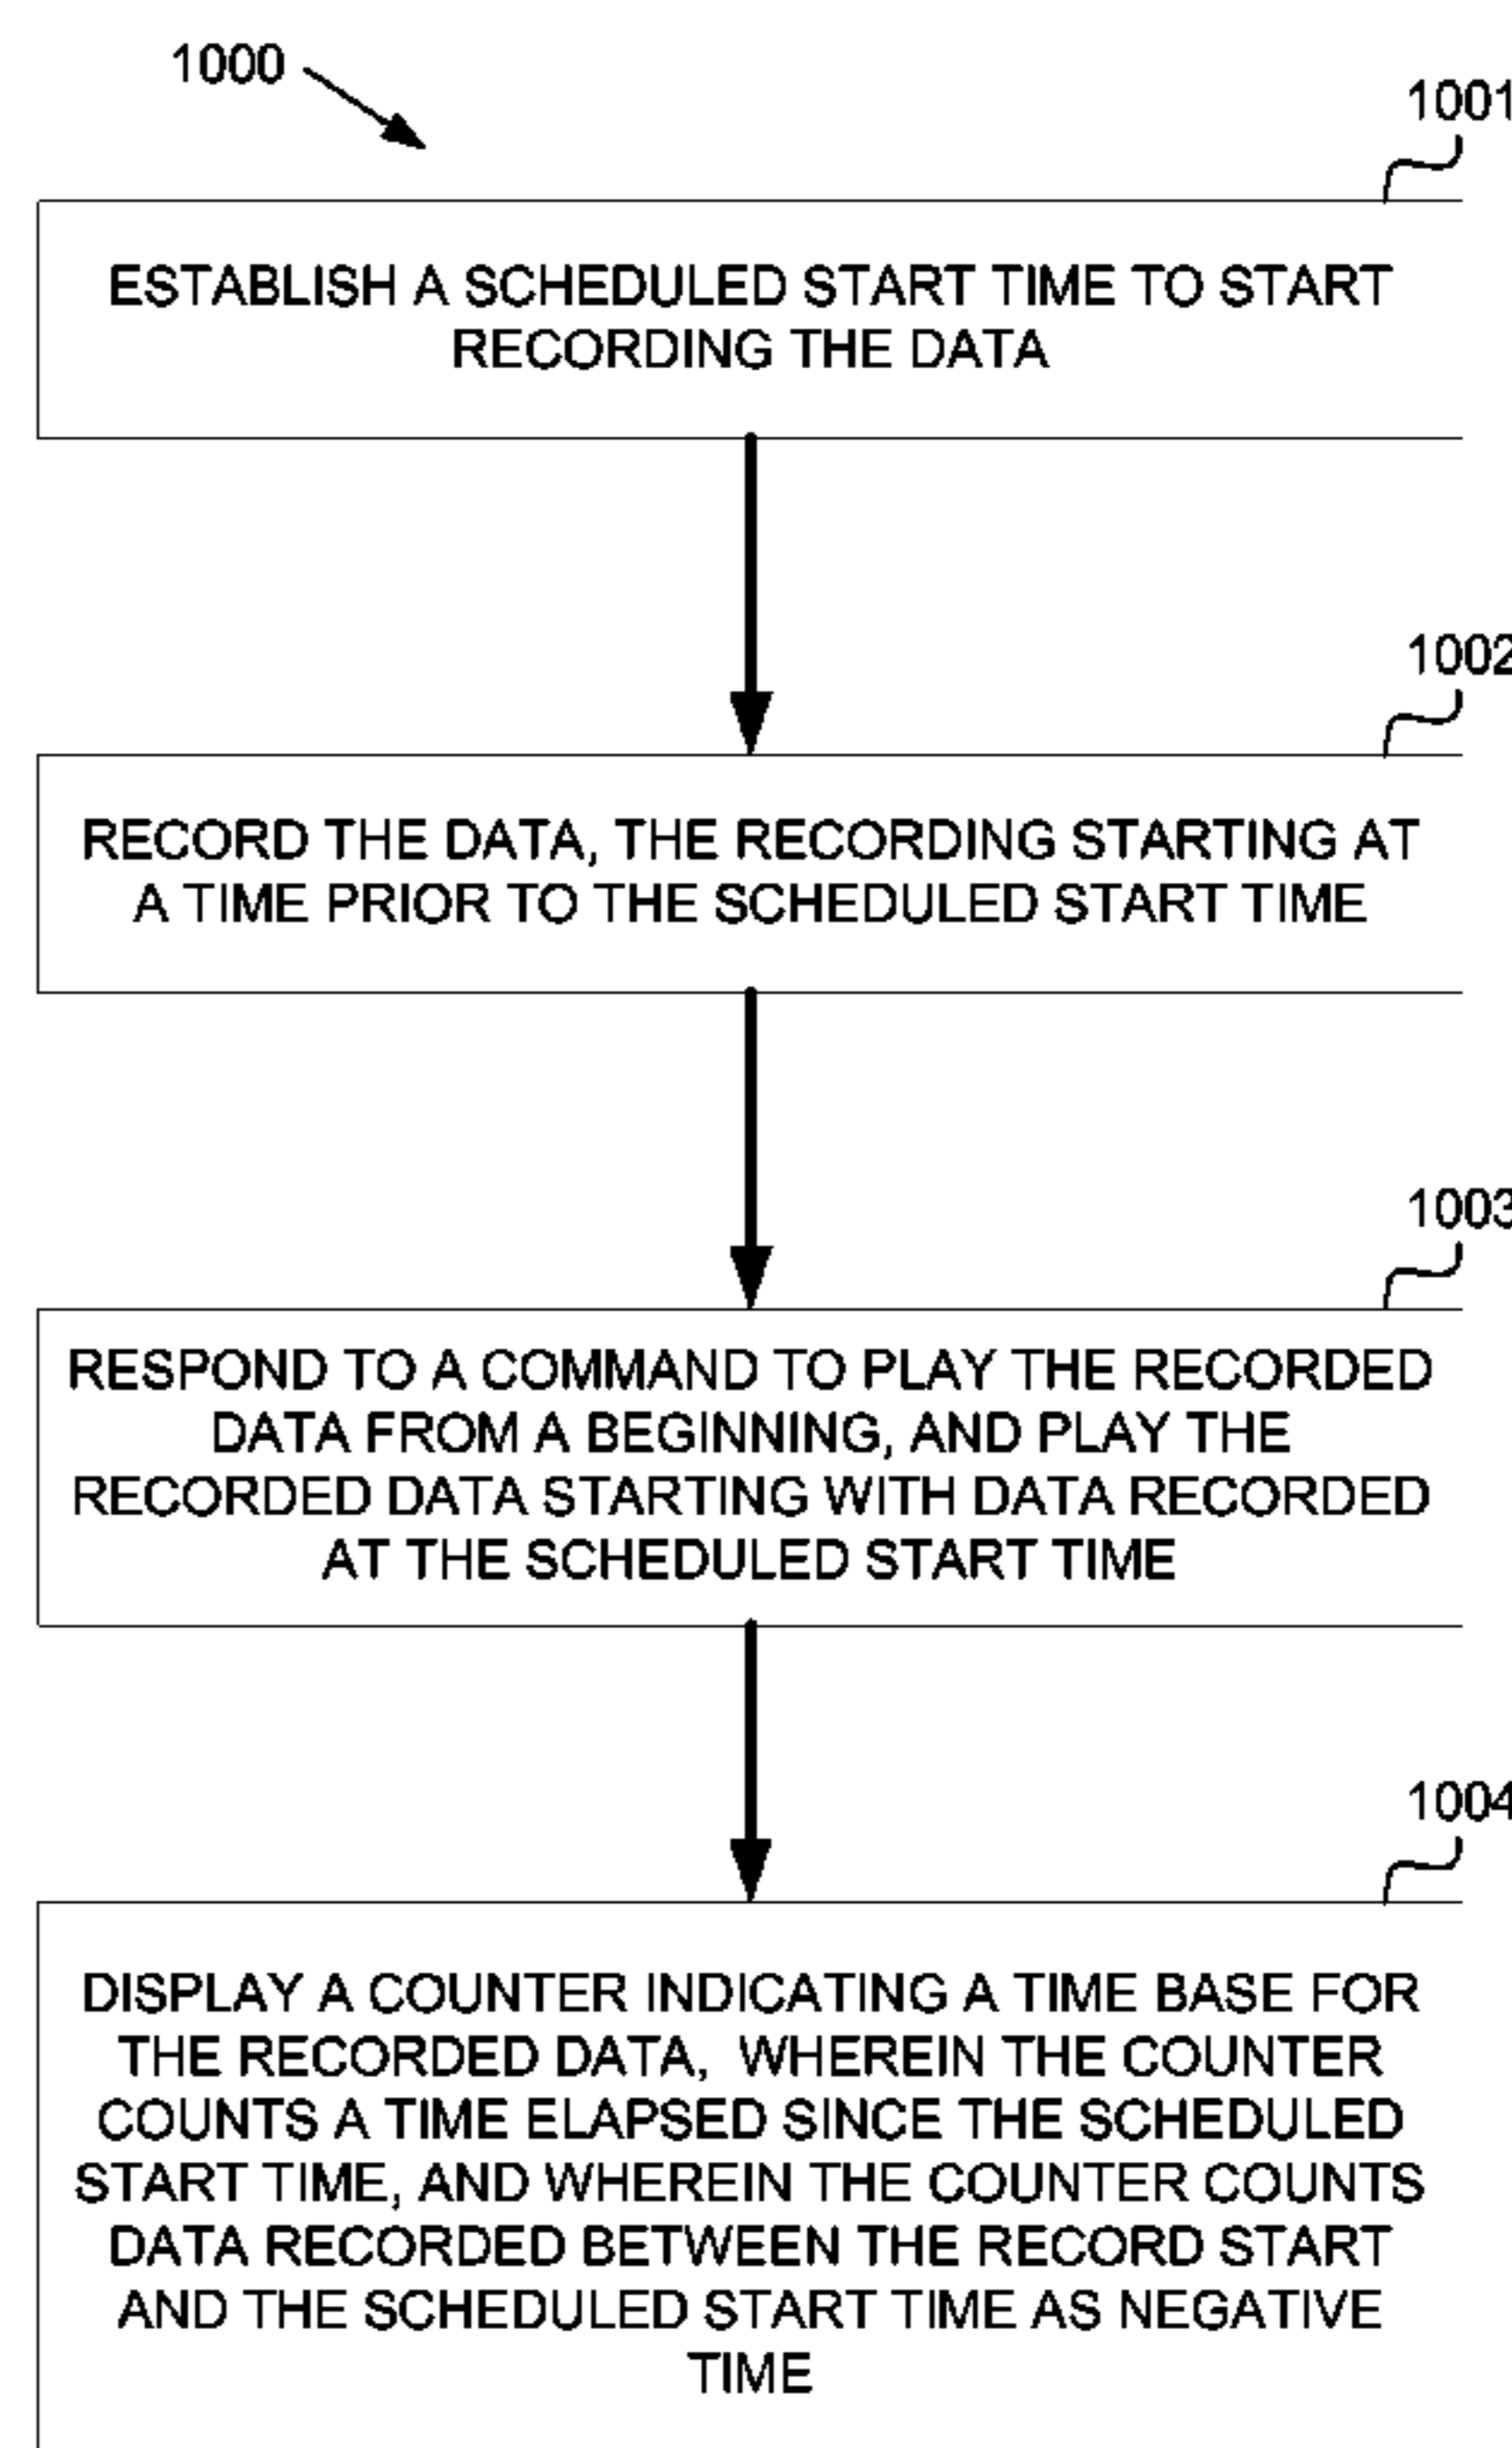 1000
1001
ESTABLISH A SCHEDULED START TIME TO START
RECORDING THE DATA
1002
RECORD THE DATA, THE RECORDING STARTING AT
A TIME PRIOR TO THE SCHEDULED START TIME
1003
RESPOND TO A COMMAND TO PLAY THE RECORDED
DATA FROM A BEGINNING, AND PLAY THE
RECORDED DATA STARTING WITH DATA RECORDED
AT THE SCHEDULED START TIME
1004
DISPLAY A COUNTER INDICATING A TIME BASE FOR
THE RECORDED DATA, WHEREIN THE COUNTER
COUNTS A TIME ELAPSED SINCE THE SCHEDULED
START TIME, AND WHEREIN THE COUNTER COUNTS
DATA RECORDED BETWEEN THE RECORD START
AND THE SCHEDULED START TIME AS NEGATIVE
TIME